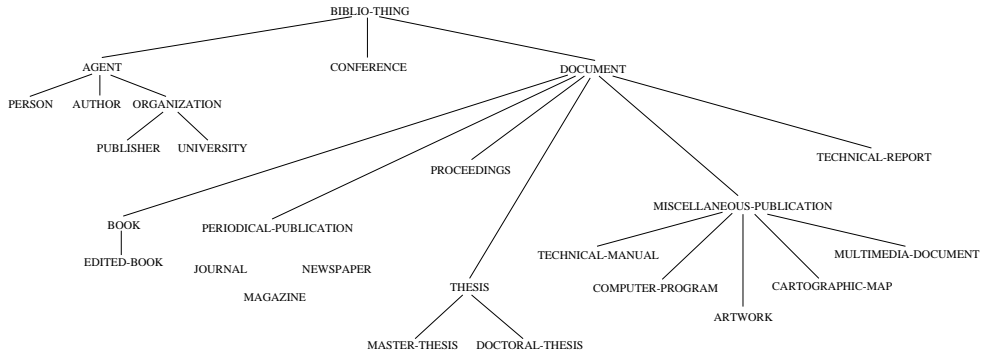 BIBLIO-THING
AGENT
CONFERENCE
DOCUMENT
PERSON
AUTHOR
ORGANIZATION
PUBLISHER
UNIVERSITY
PROCEEDINGS
TECHNICAL-REPORT
BOOK
PERIODICAL-PUBLICATION
MISCELLANEOUS-PUBLICATION
EDITED-BOOK
JOURNAL
NEWSPAPER
MAGAZINE
TECHNICAL-MANUAL
MULTIMEDIA-DOCUMENT
THESIS
COMPUTER-PROGRAM
CARTOGRAPHIC-MAP
ARTWORK
MASTER-THESIS
DOCTORAL-THESIS